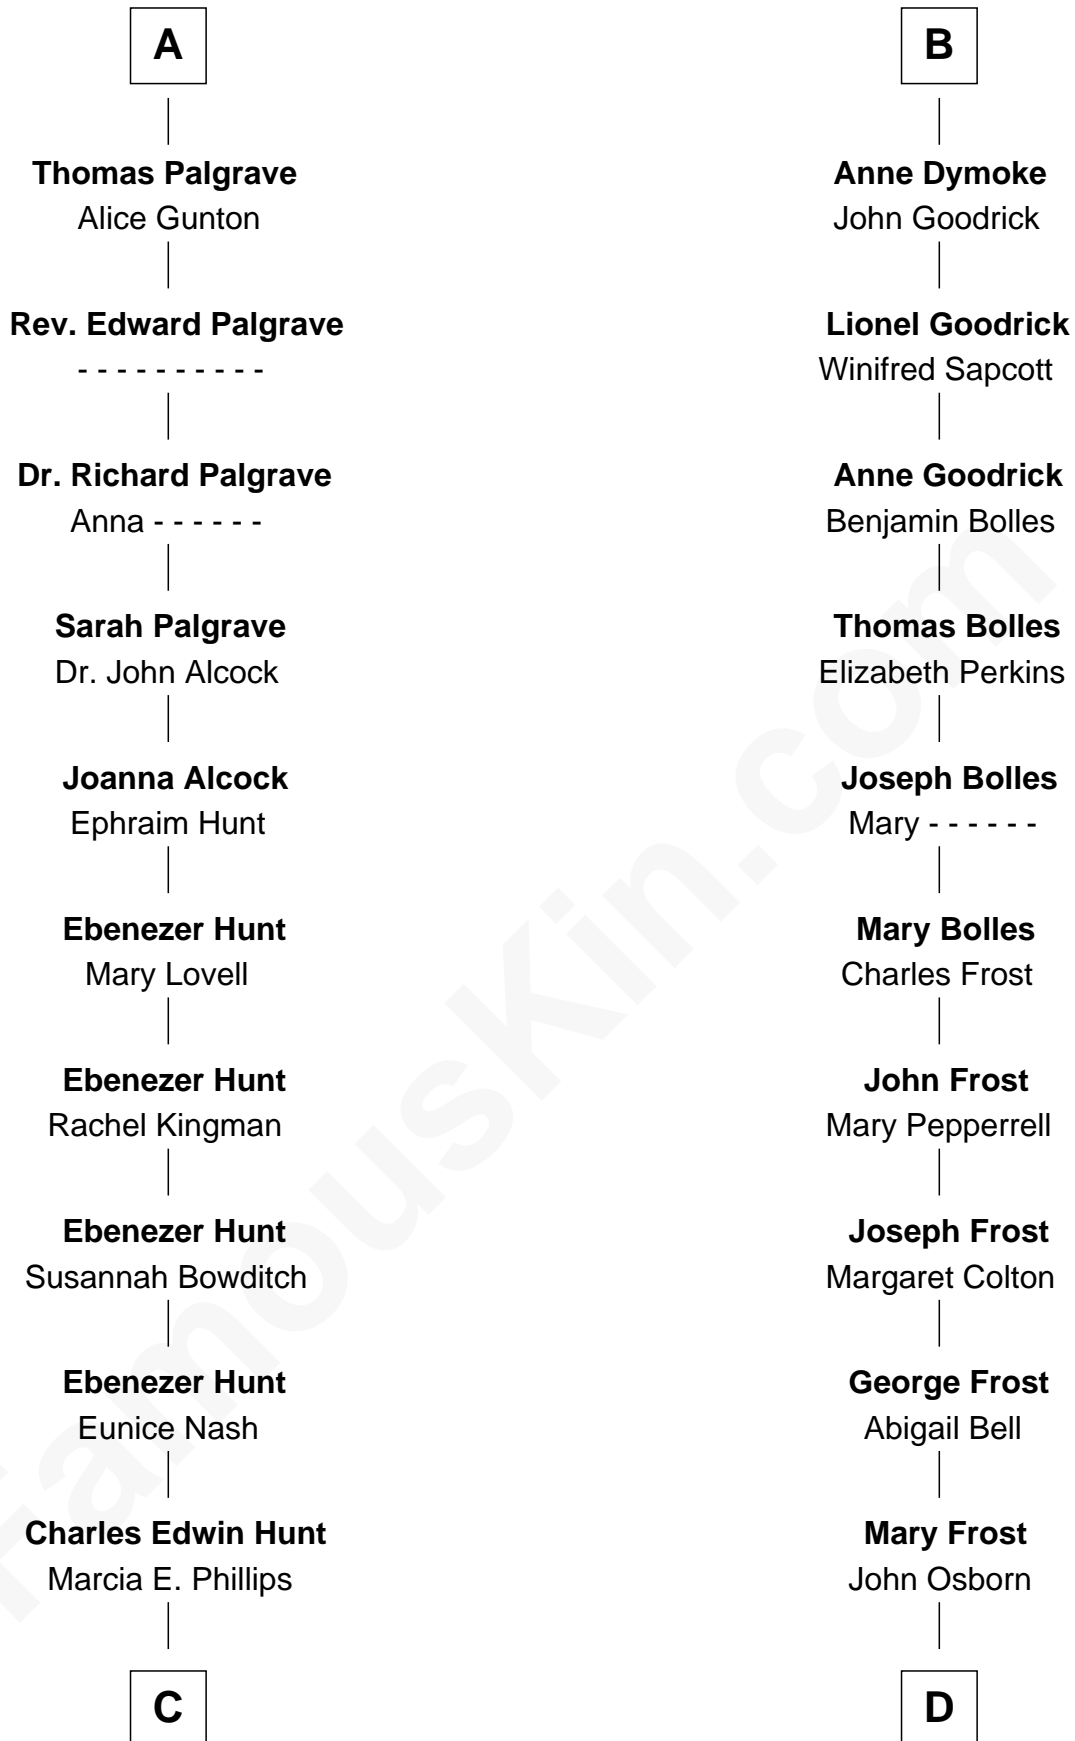 A
Thomas Palgrave
Alice Gunton
Rev. Edward Palgrave
- - - - - - - - - -
Dr. Richard Palgrave
Anna - - - - - -
Sarah Palgrave
Dr. John Alcock
Joanna Alcock
Ephraim Hunt
Ebenezer Hunt
Mary Lovell
Ebenezer Hunt
Rachel Kingman
Ebenezer Hunt
Susannah Bowditch
Ebenezer Hunt
Eunice Nash
Charles Edwin Hunt
Marcia E. Phillips
C
B
Anne Dymoke
John Goodrick
Lionel Goodrick
Winifred Sapcott
Anne Goodrick
Benjamin Bolles
Thomas Bolles
Elizabeth Perkins
Joseph Bolles
Mary - - - - - -
Mary Bolles
Charles Frost
John Frost
Mary Pepperrell
Joseph Frost
Margaret Colton
George Frost
Abigail Bell
Mary Frost
John Osborn
D
FamousKin.com